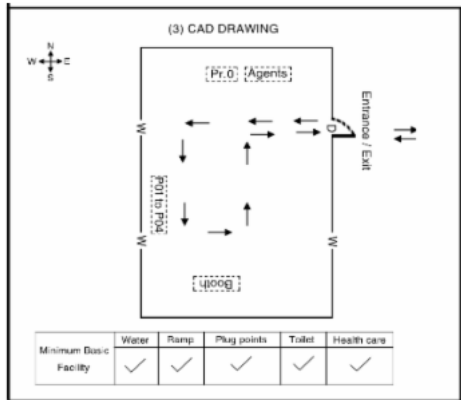 (3) CAD DRAWING
N
W E
S
Pr.0 Agents
D
Entrance / Exit
W
P01 to P04
W
W
Booth
Water Ramp Plug points Toilet Health care
Minimum Basic
Facility